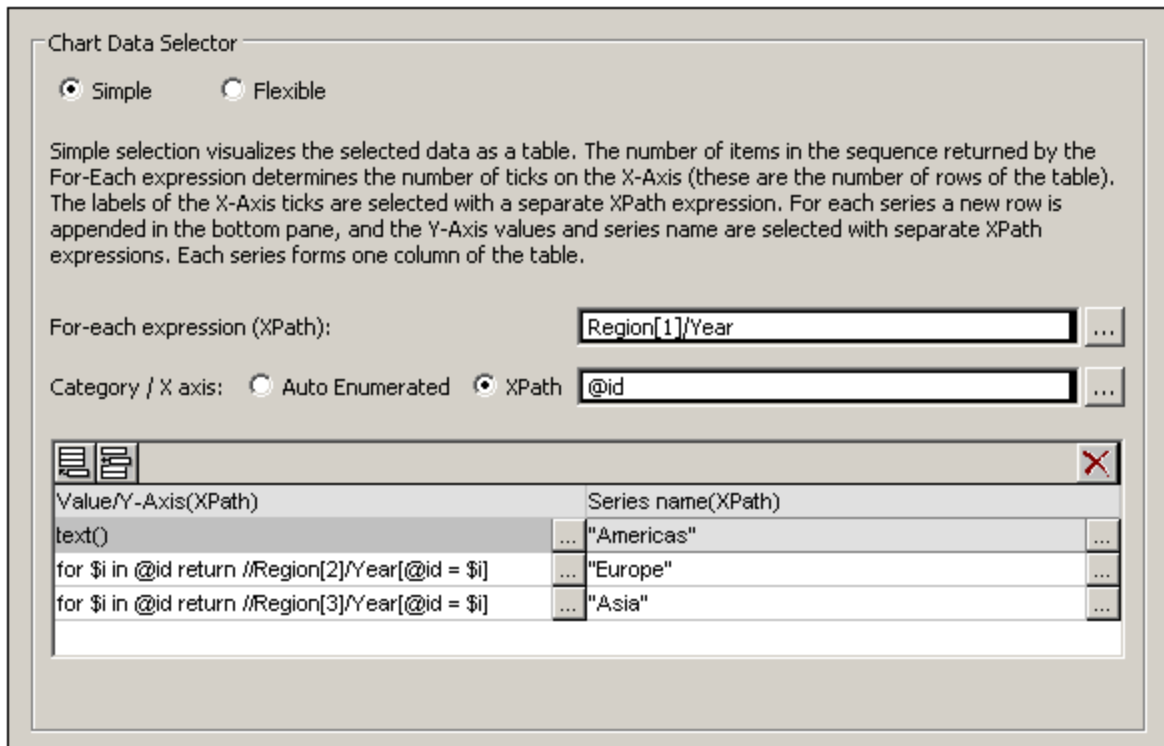 Chart Data Selector
Simple Flexible
Simple selection visualizes the selected data as a table. The number of items in the sequence returned by the
For-Each expression determines the number of ticks on the X-Axis (these are the number of rows of the table).
The labels of the X-Axis ticks are selected with a separate XPath expression. For each series a new row is
appended in the bottom pane, and the Y-Axis values and series name are selected with separate XPath
expressions. Each series forms one column of the table.
For-each expression (XPath): Region[1]/Year ...
Category / X axis: Auto Enumerated XPath @id ...
Value/Y-Axis(XPath) Series name(XPath)
text() ... "Americas" ...
for $i in @id return //Region[2]/Year[@id = $i] ... "Europe" ...
for $i in @id return //Region[3]/Year[@id = $i] ... "Asia" ...